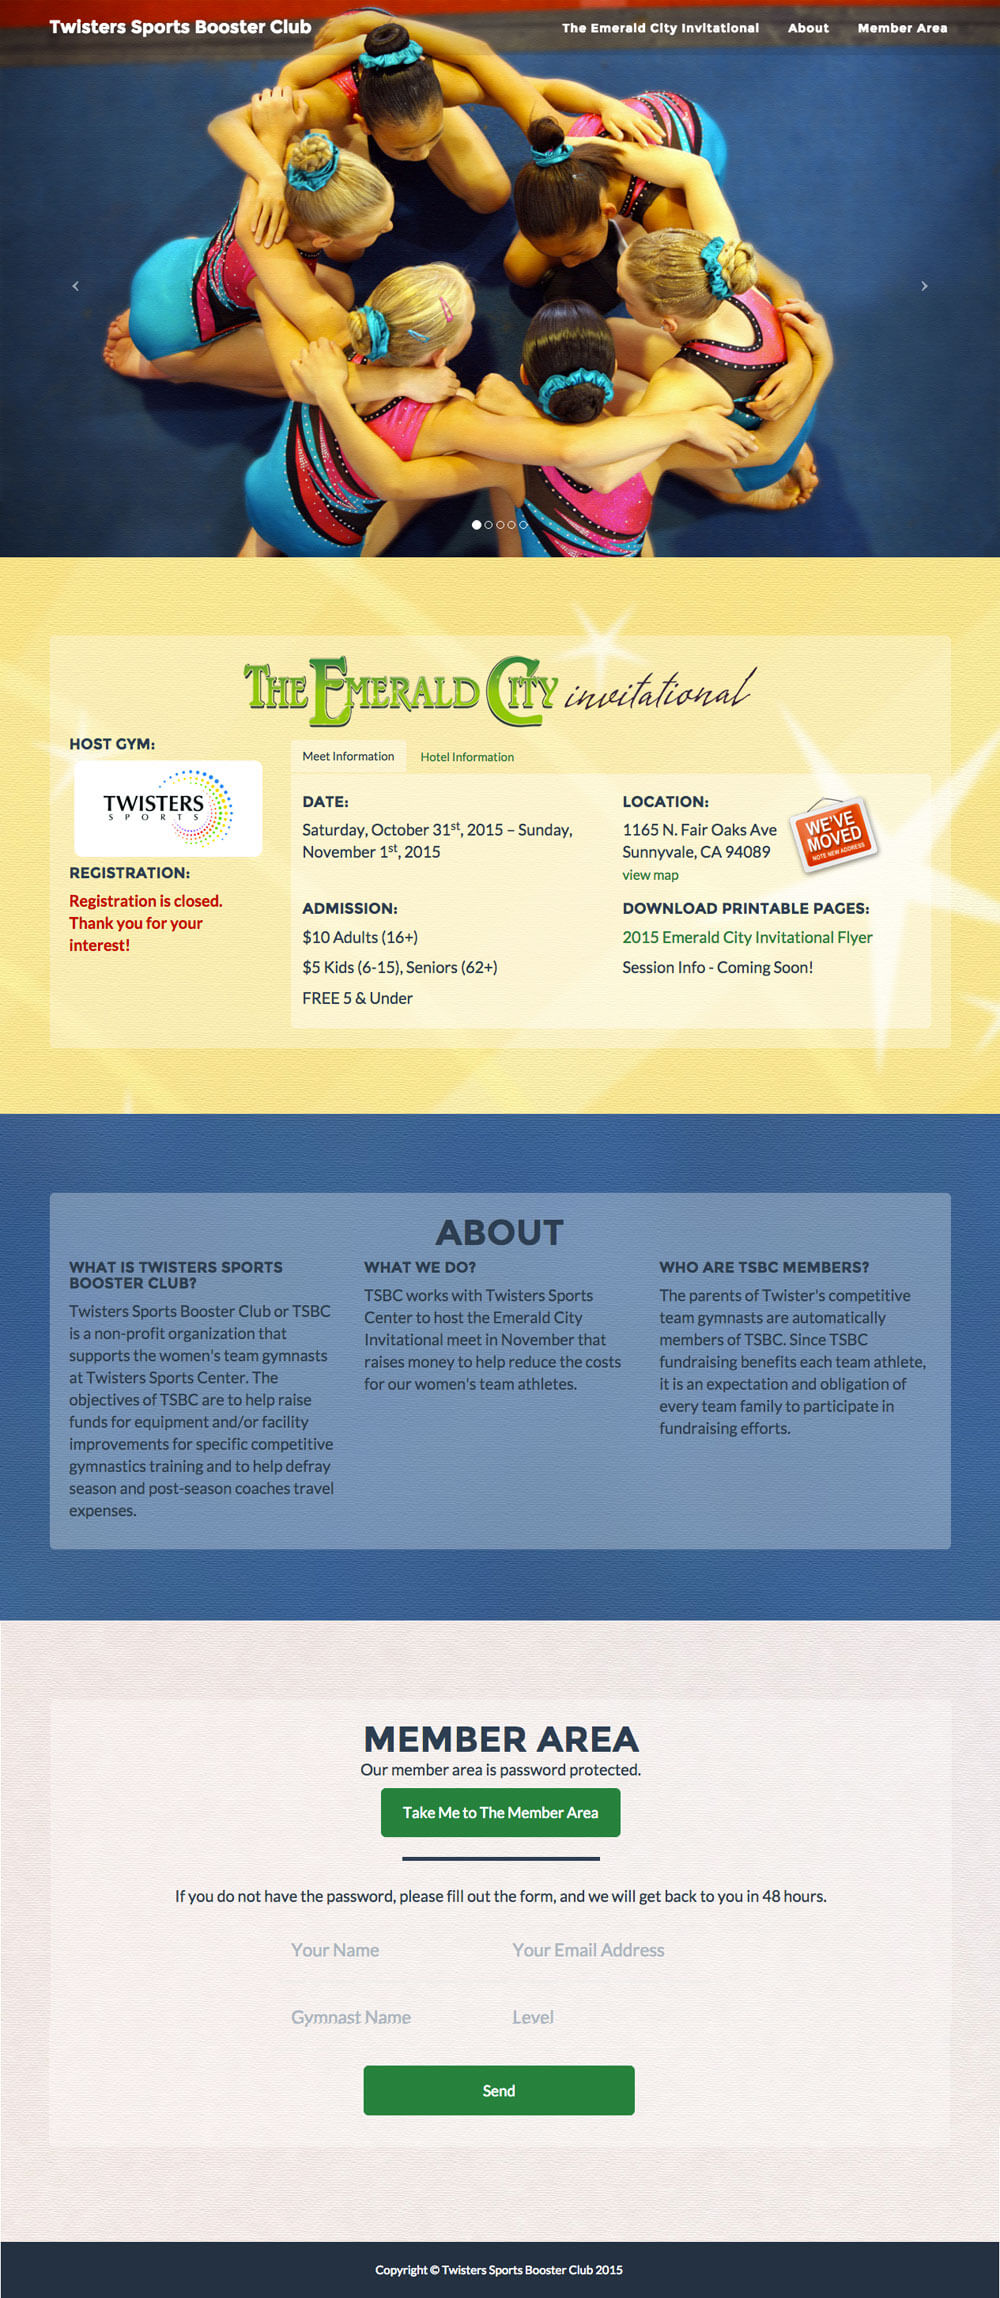 Twisters Sports Booster Club
The Emerald City Invitational
About
Member Area
THE EMERALD CITY invitational
HOST GYM:
TWISTERS
SPORTS
REGISTRATION:
Registration is closed.
Thank you for your
interest!
Meet Information
Hotel Information
DATE:
Saturday, October 31st, 2015 – Sunday,
November 1st, 2015
LOCATION:
1165 N. Fair Oaks Ave
Sunnyvale, CA 94089
view map
WE'VE
MOVED
NOTE NEW ADDRESS
ADMISSION:
$10 Adults (16+)
$5 Kids (6-15), Seniors (62+)
FREE 5 & Under
DOWNLOAD PRINTABLE PAGES:
2015 Emerald City Invitational Flyer
Session Info - Coming Soon!
ABOUT
WHAT IS TWISTERS SPORTS
BOOSTER CLUB?
Twisters Sports Booster Club or TSBC
is a non-profit organization that
supports the women's team gymnasts
at Twisters Sports Center. The
objectives of TSBC are to help raise
funds for equipment and/or facility
improvements for specific competitive
gymnastics training and to help defray
season and post-season coaches travel
expenses.
WHAT WE DO?
TSBC works with Twisters Sports
Center to host the Emerald City
Invitational meet in November that
raises money to help reduce the costs
for our women's team athletes.
WHO ARE TSBC MEMBERS?
The parents of Twister's competitive
team gymnasts are automatically
members of TSBC. Since TSBC
fundraising benefits each team athlete,
it is an expectation and obligation of
every team family to participate in
fundraising efforts.
MEMBER AREA
Our member area is password protected.
Take Me to The Member Area
If you do not have the password, please fill out the form, and we will get back to you in 48 hours.
Your Name
Your Email Address
Gymnast Name
Level
Send
Copyright © Twisters Sports Booster Club 2015